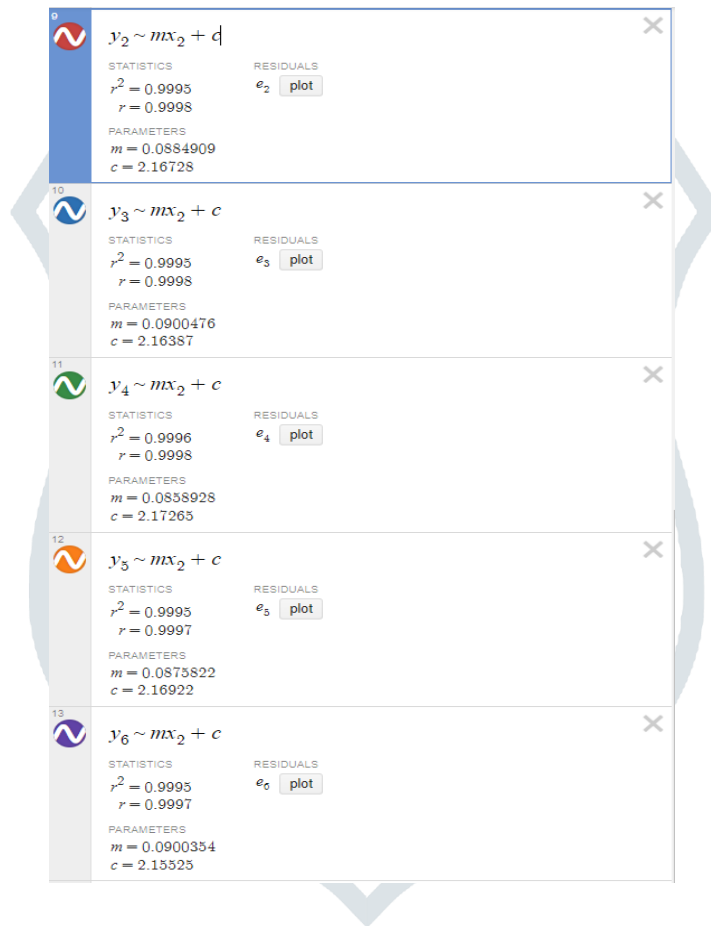 9
y₂ ~ mx₂ + c
STATISTICS RESIDUALS
r² = 0.9995 e₂ plot
r = 0.9998
PARAMETERS
m = 0.0884909
c = 2.16728
10
y₃ ~ mx₂ + c
STATISTICS RESIDUALS
r² = 0.9995 e₃ plot
r = 0.9998
PARAMETERS
m = 0.0900476
c = 2.16387
11
y₄ ~ mx₂ + c
STATISTICS RESIDUALS
r² = 0.9996 e₄ plot
r = 0.9998
PARAMETERS
m = 0.0858928
c = 2.17265
12
y₅ ~ mx₂ + c
STATISTICS RESIDUALS
r² = 0.9995 e₅ plot
r = 0.9997
PARAMETERS
m = 0.0875822
c = 2.16922
13
y₆ ~ mx₂ + c
STATISTICS RESIDUALS
r² = 0.9995 e₆ plot
r = 0.9997
PARAMETERS
m = 0.0900354
c = 2.15525